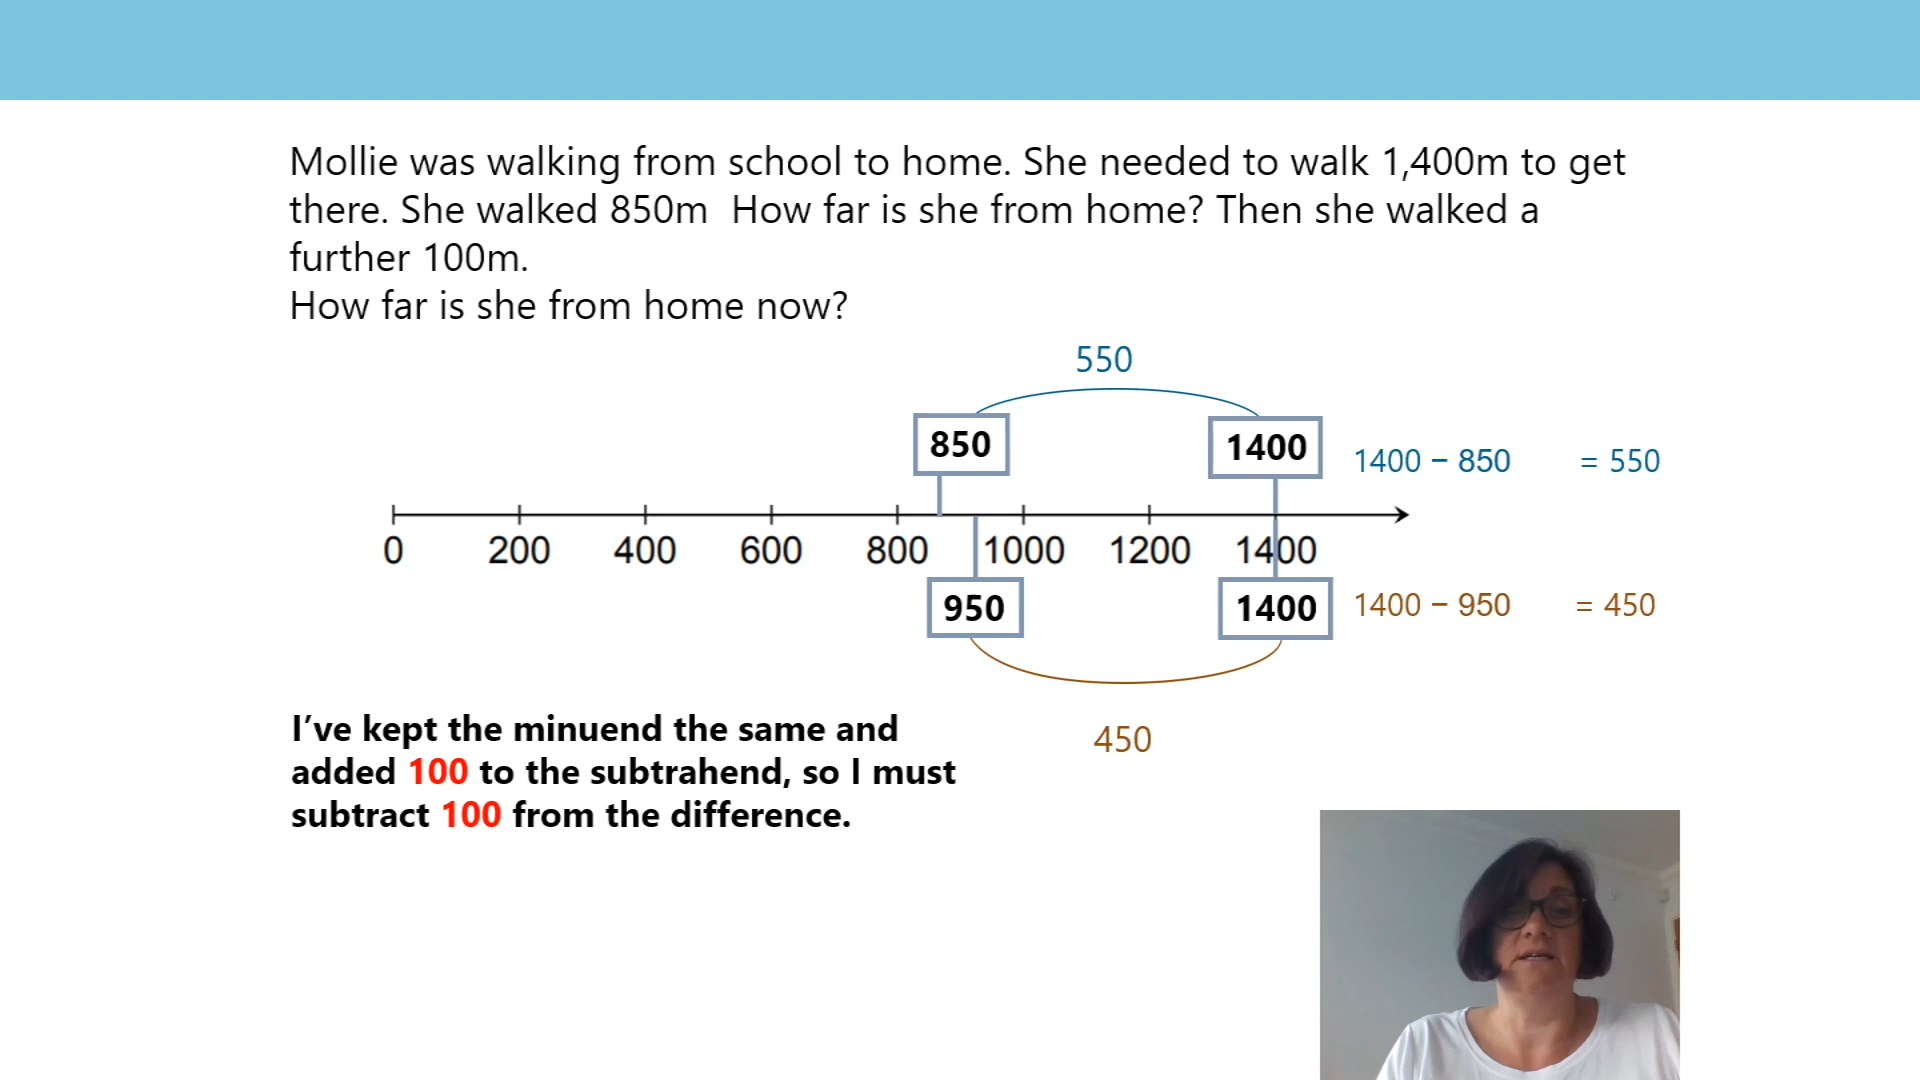 Mollie was walking from school to home. She needed to walk 1,400m to get
there. She walked 850m  How far is she from home? Then she walked a
further 100m.
How far is she from home now?
550
850
1400
1400 − 850 = 550
0 200 400 600 800 1000 1200 1400
950
1400
1400 − 950 = 450
450
I’ve kept the minuend the same and
added 100 to the subtrahend, so I must
subtract 100 from the difference.